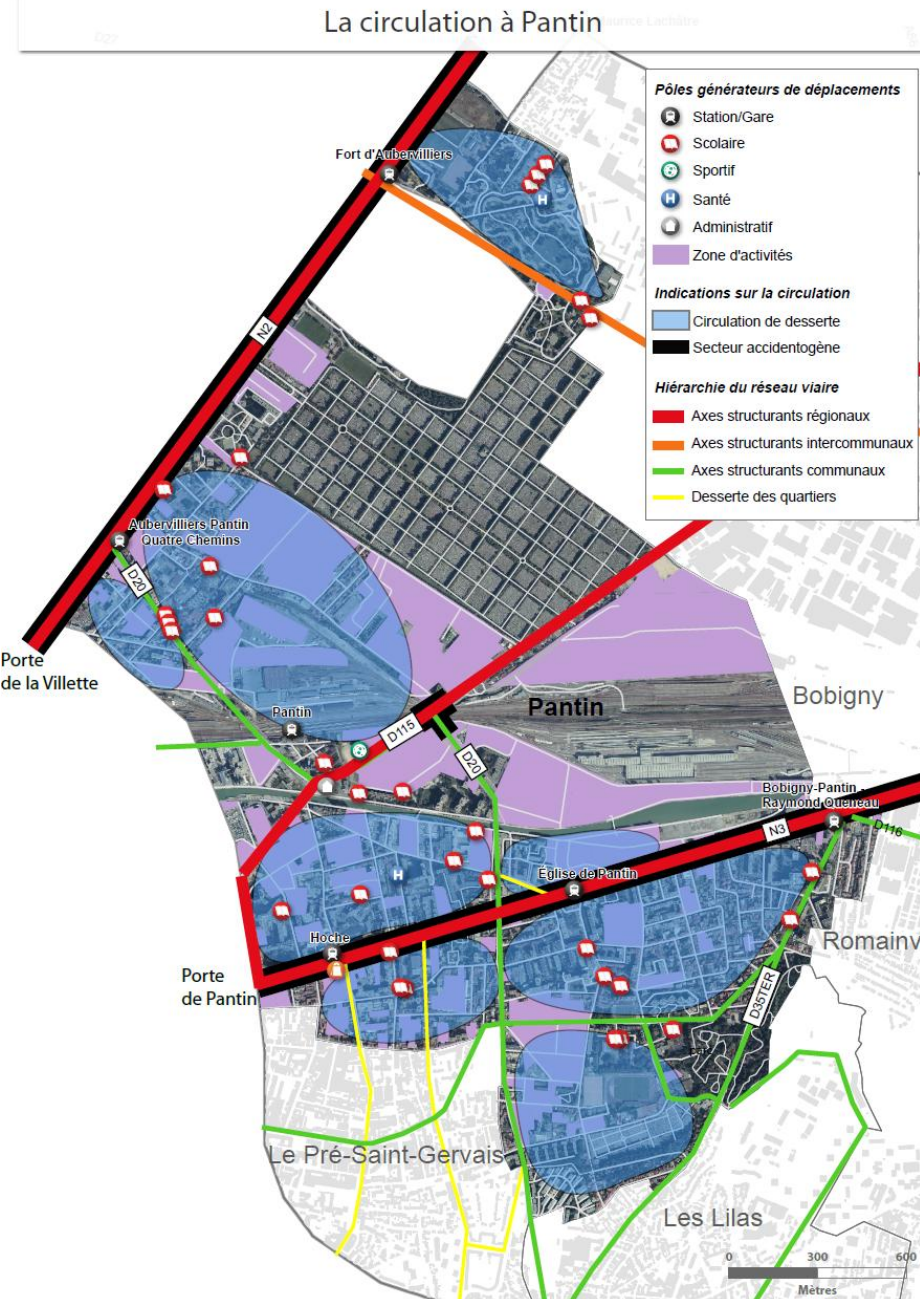 La circulation à Pantin
Maurice Lachâtre
D27
Pôles générateurs de déplacements
Station/Gare
Scolaire
Sportif
H Santé
Administratif
Zone d'activités
Indications sur la circulation
Circulation de desserte
Secteur accidentogène
Hiérarchie du réseau viaire
Axes structurants régionaux
Axes structurants intercommunaux
Axes structurants communaux
Desserte des quartiers
Fort d'Aubervilliers
H
N2
Aubervilliers Pantin
Quatre Chemins
D20
Porte
de la Villette
Pantin
Pantin
Bobigny
D115
D20
Bobigny-Pantin -
Raymond Queneau
N3
D116
Église de Pantin
H
Hoche
Romainv
Porte
de Pantin
D35TER
Le Pré-Saint-Gervais
Les Lilas
0 300 600
Mètres